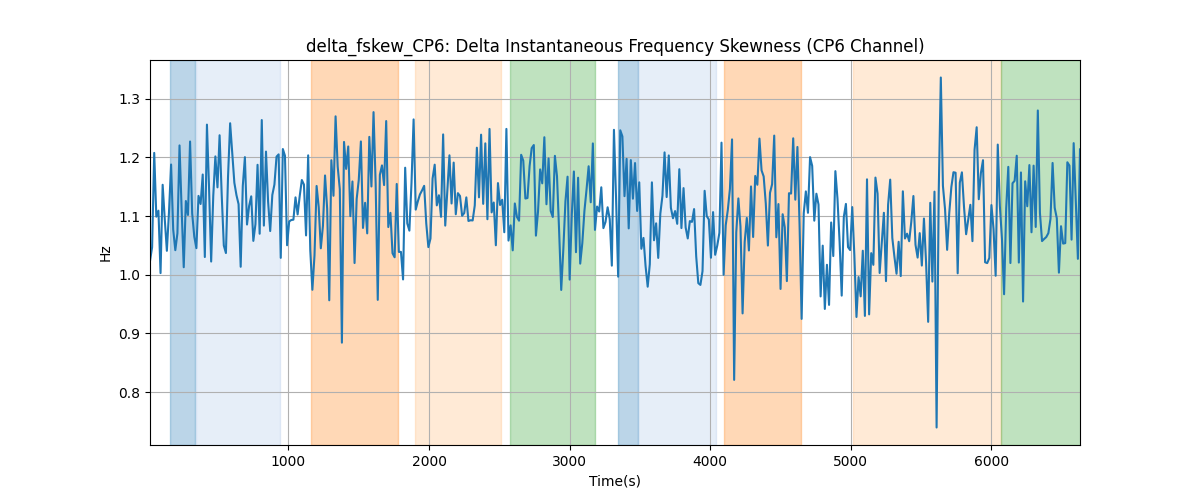 delta_fskew_CP6: Delta Instantaneous Frequency Skewness (CP6 Channel)
1.3
1.2
1.1
1.0
0.9
0.8
Hz
1000 2000 3000 4000 5000 6000
Time(s)